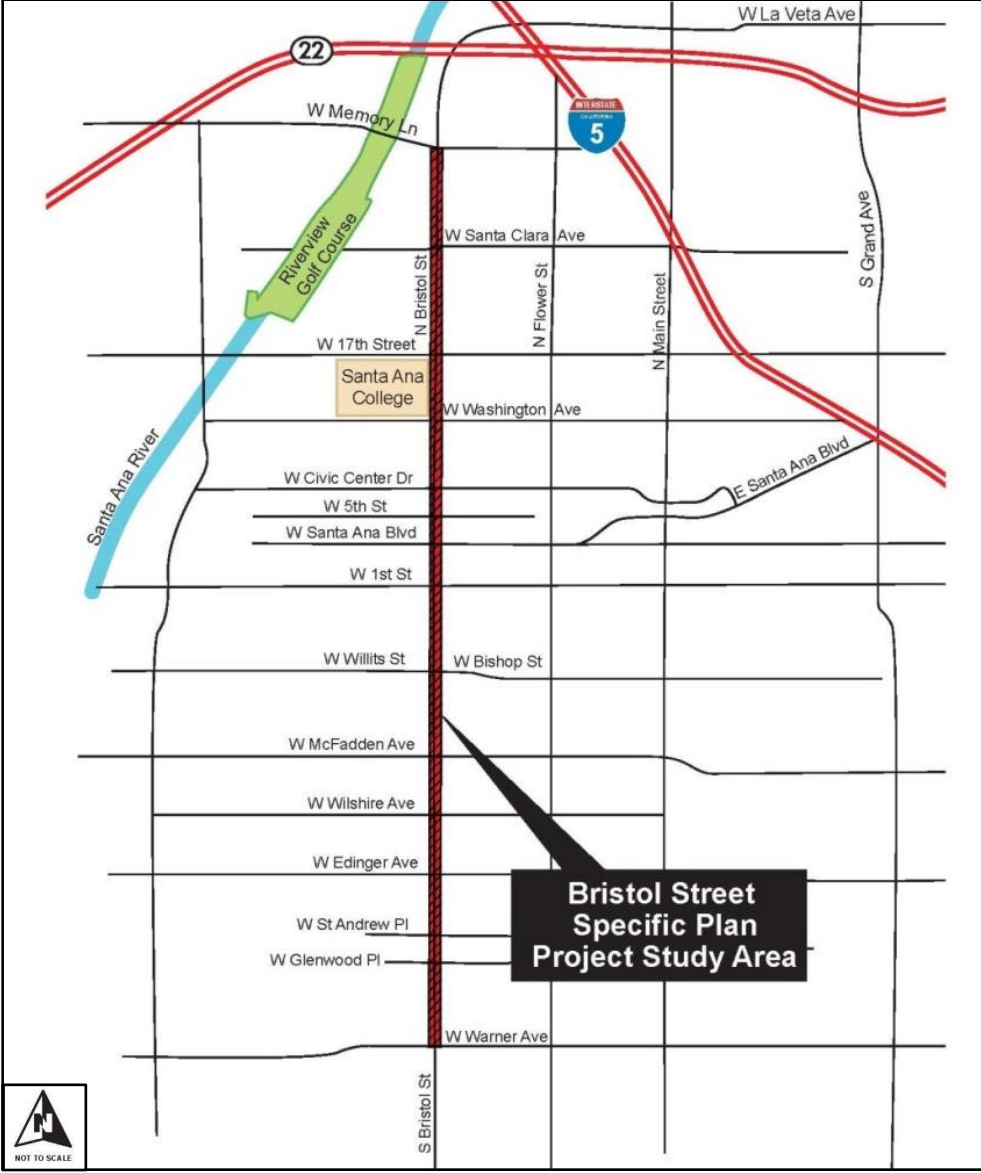 W La Veta Ave
22
INTERSTATE
CALIFORNIA
5
W Memory Ln
S Grand Ave
Riverview
Golf Course
W Santa Clara Ave
N Bristol St
N Flower St
N Main Street
W 17th Street
Santa Ana
College
W Washington Ave
Santa Ana River
W Civic Center Dr
E Santa Ana Blvd
W 5th St
W Santa Ana Blvd
W 1st St
W Willits St
W Bishop St
W McFadden Ave
W Wilshire Ave
W Edinger Ave
Bristol Street
Specific Plan
Project Study Area
W St Andrew Pl
W Glenwood Pl
W Warner Ave
S Bristol St
N
NOT TO SCALE